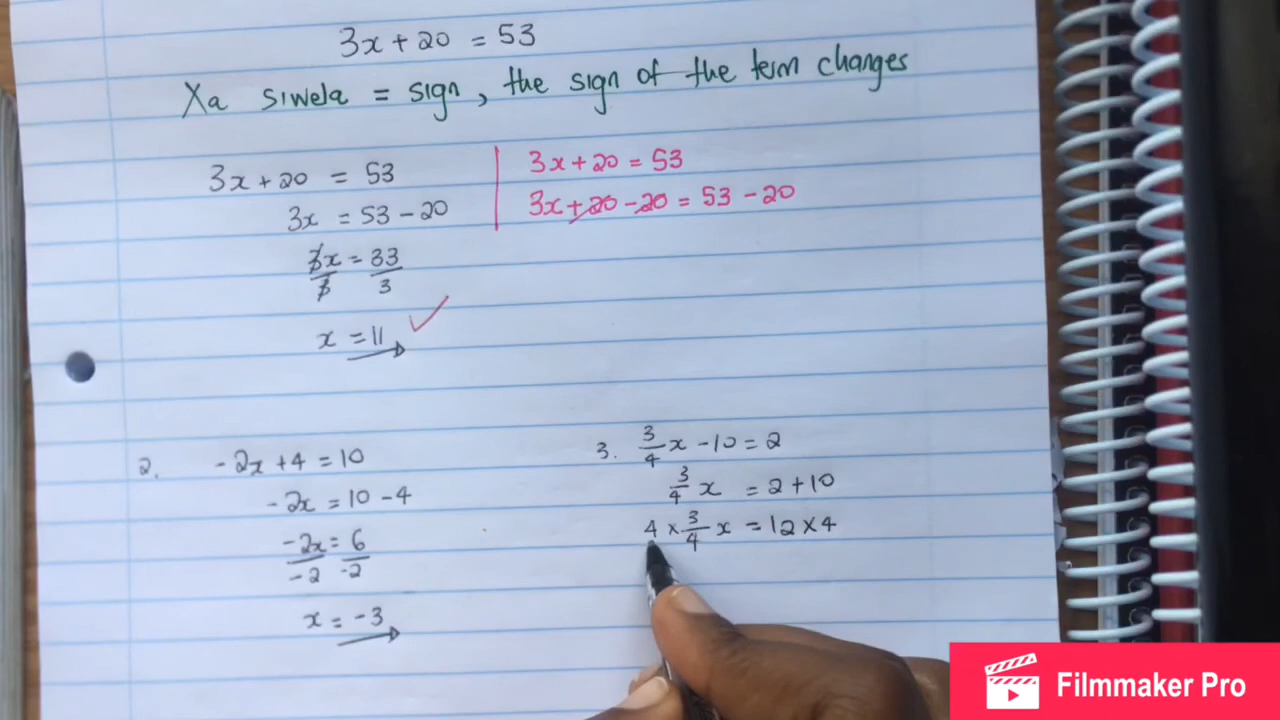 3x + 20 = 53
Xa siwela = sign, the sign of the term changes
3x + 20 = 53
3x = 53 - 20
3x/3 = 33/3
x = 11
3x + 20 = 53
3x + 20 - 20 = 53 - 20
2. -2x + 4 = 10
-2x = 10 - 4
-2x/-2 = 6/-2
x = -3
3. 3/4 x - 10 = 2
3/4 x = 2 + 10
4 × 3/4 x = 12 × 4
Filmmaker Pro